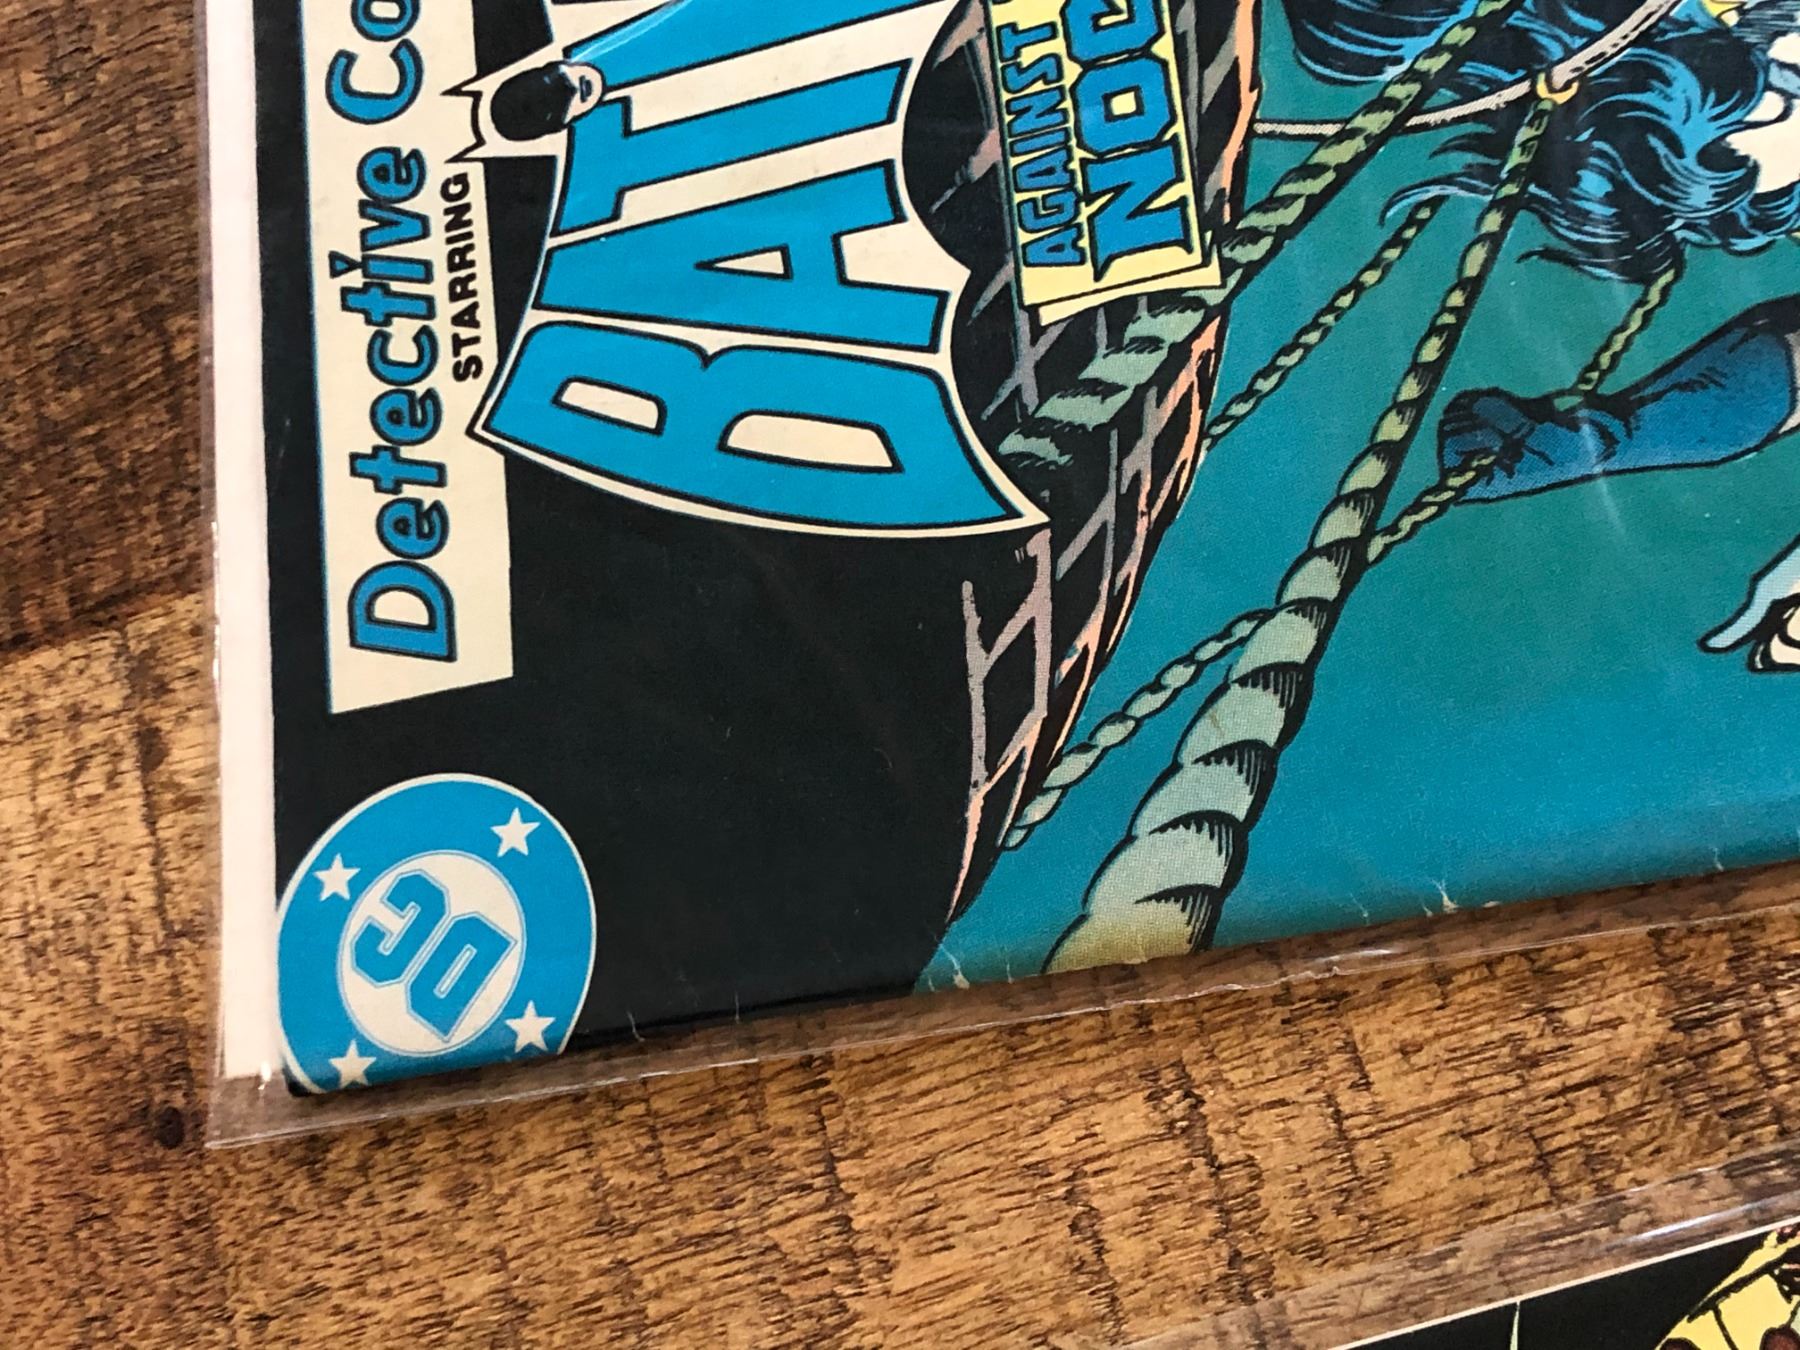 Detective Co
STARRING
BAT
AGAINST
NOC
DC